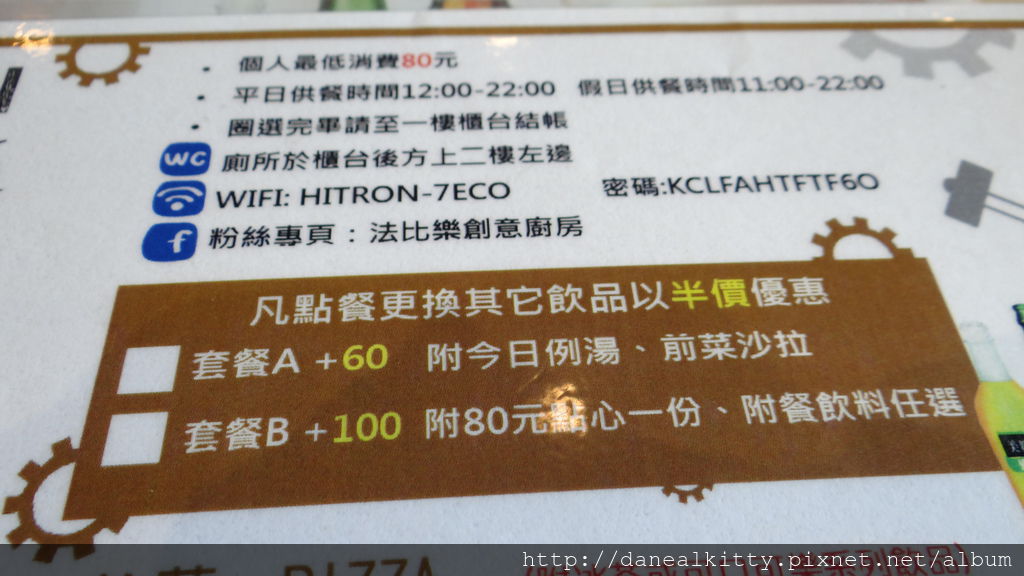 個人最低消費80元
平日供餐時間12:00-22:00 假日供餐時間11:00-22:00
圈選完畢請至一樓櫃台結帳
WC 廁所於櫃台後方上二樓左邊
WIFI: HITRON-7ECO 密碼:KCLFAHTFTF6O
f 粉絲專頁：法比樂創意廚房
凡點餐更換其它飲品以半價優惠
套餐A +60 附今日例湯、前菜沙拉
套餐B +100 附80元點心一份、附餐飲料任選
PIZZA
http://danealkitty.pixnet.net/album